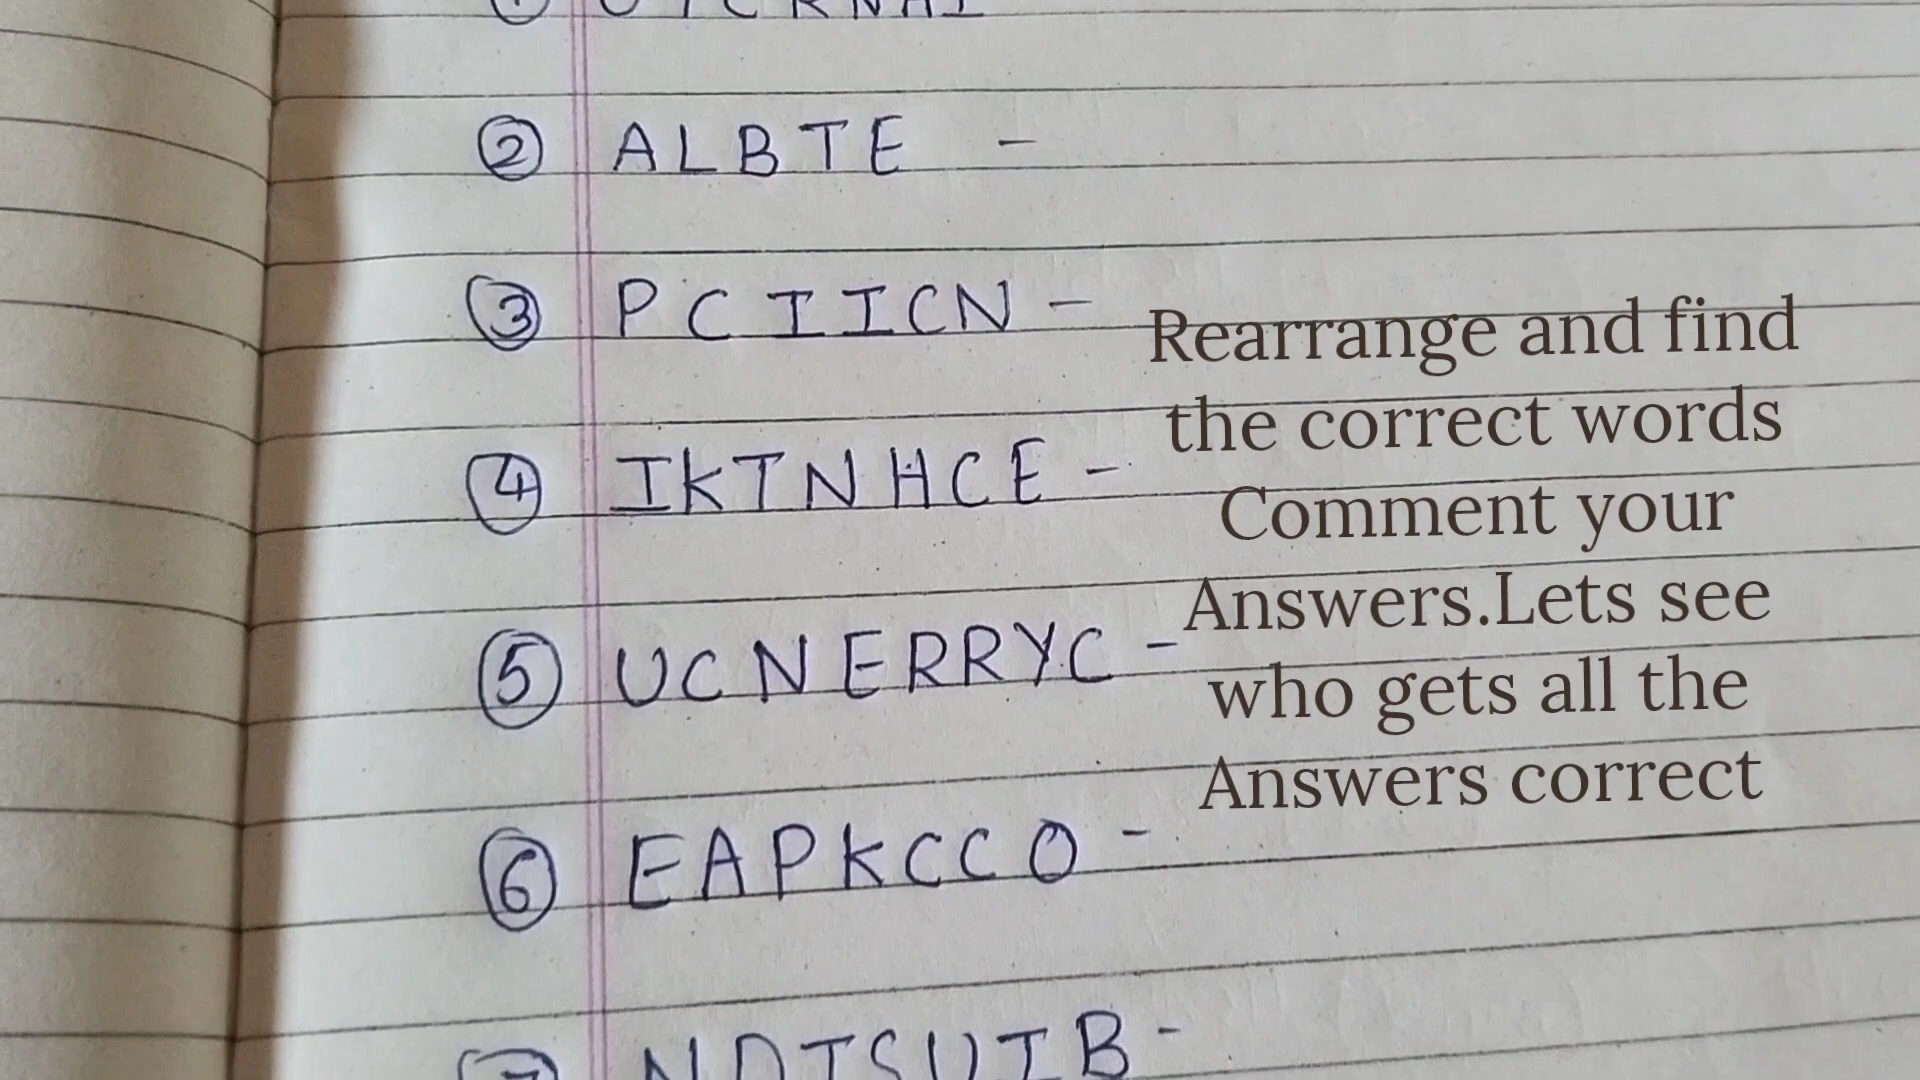 ② ALBTE -
③ PCIICN -
④ IKTNHCE -
⑤ UCNERRYC -
⑥ EAPKCCO -
Rearrange and find
the correct words
Comment your
Answers.Lets see
who gets all the
Answers correct